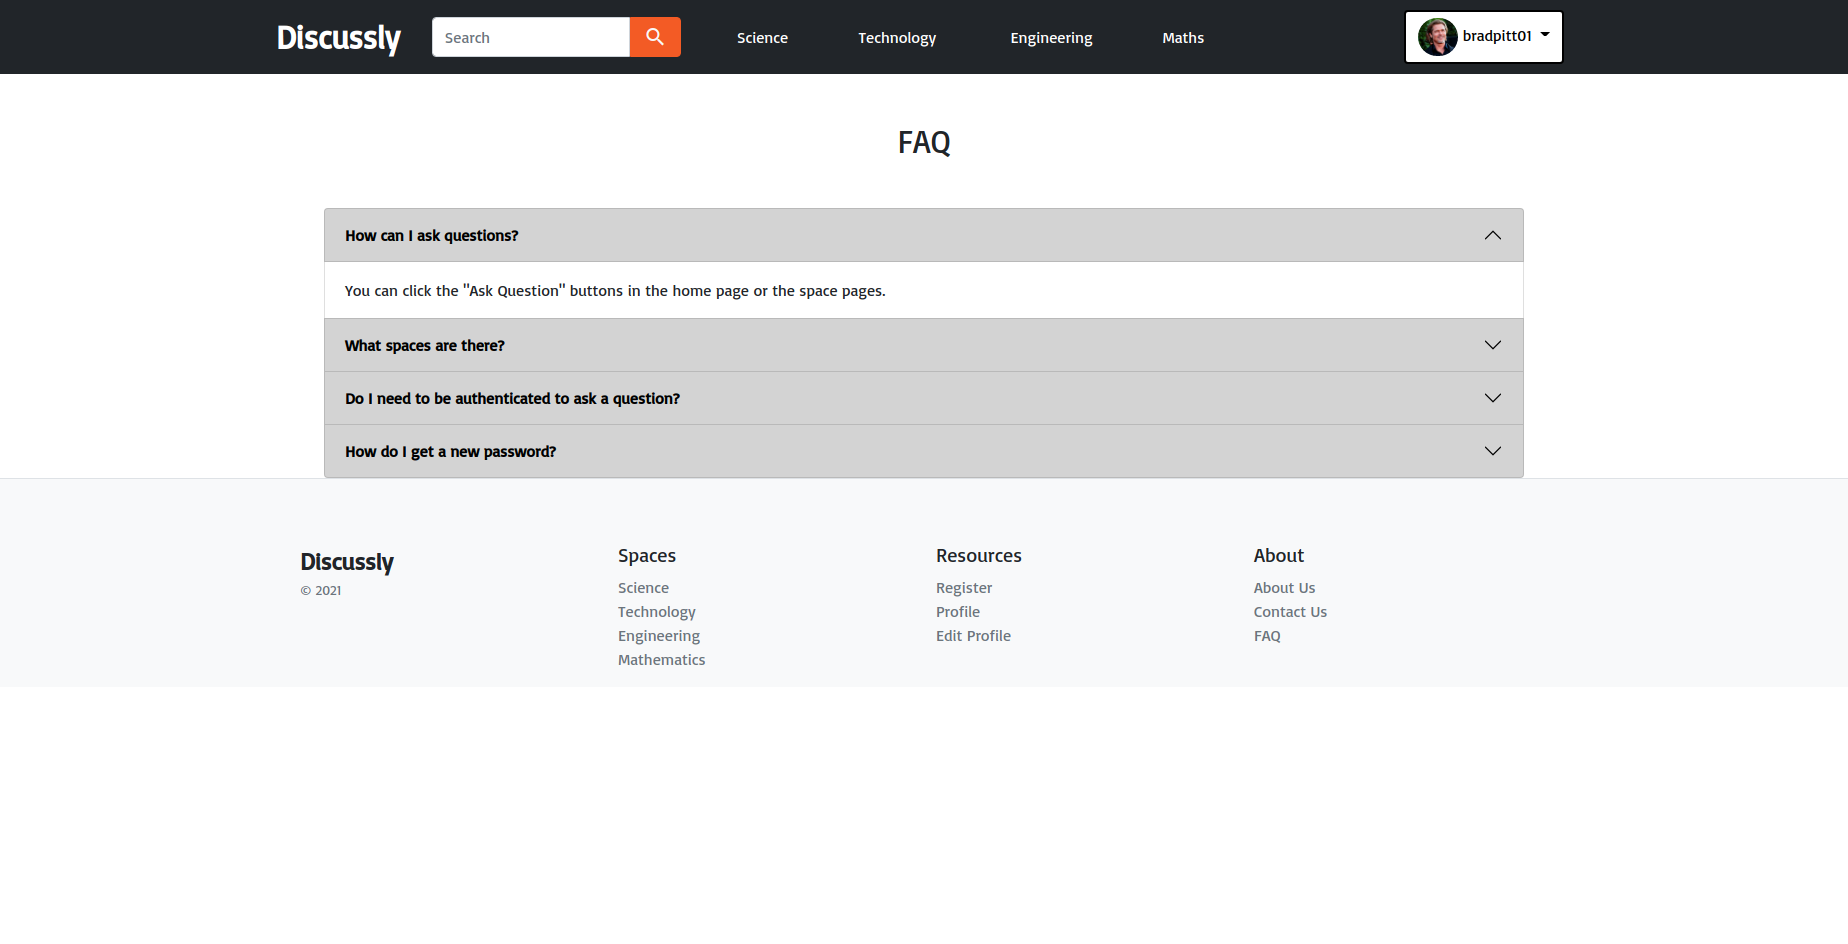 Discussly
Search
Science
Technology
Engineering
Maths
bradpitt01
FAQ
How can I ask questions?
You can click the "Ask Question" buttons in the home page or the space pages.
What spaces are there?
Do I need to be authenticated to ask a question?
How do I get a new password?
Discussly
© 2021
Spaces
Science
Technology
Engineering
Mathematics
Resources
Register
Profile
Edit Profile
About
About Us
Contact Us
FAQ